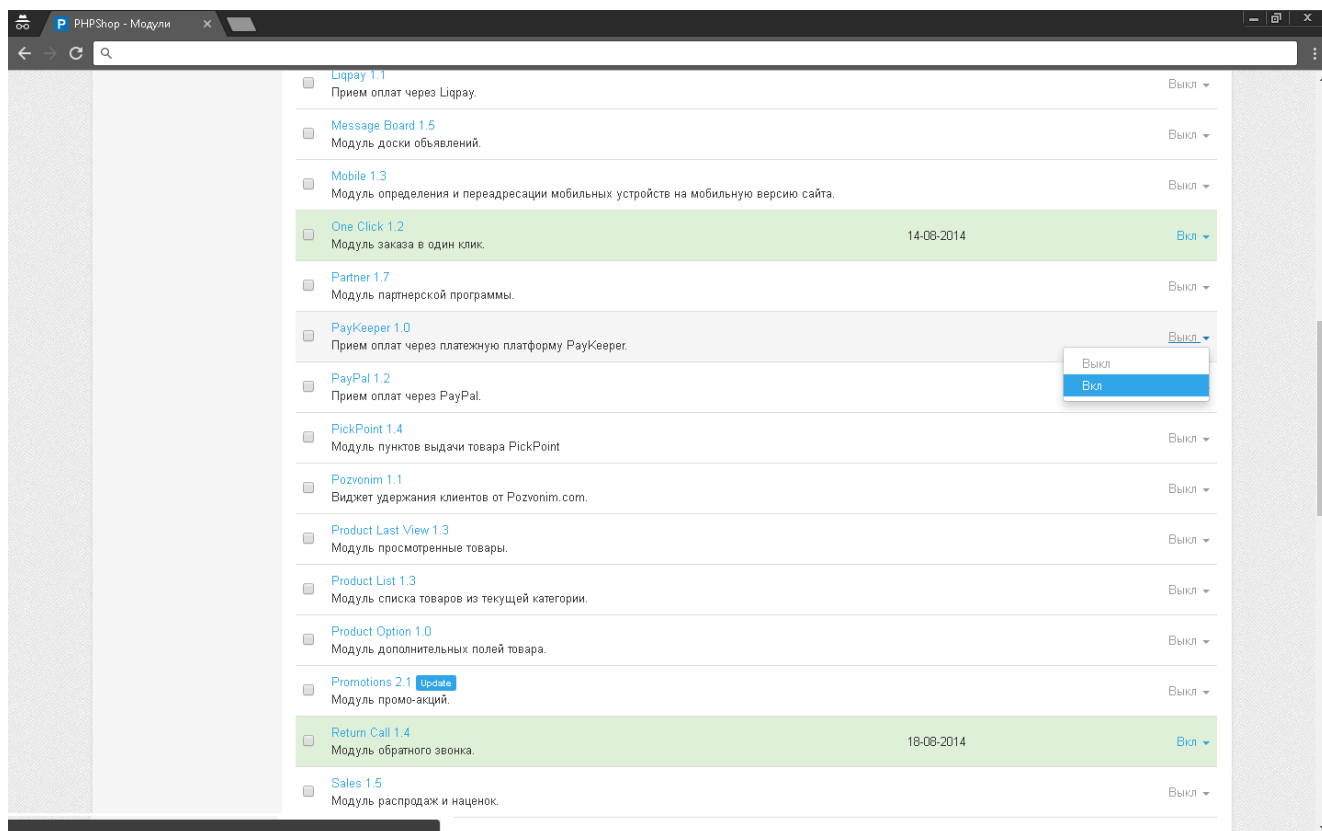 PHPShop - Модули
Liqpay 1.1
Прием оплат через Liqpay.
Выкл
Message Board 1.5
Модуль доски объявлений.
Выкл
Mobile 1.3
Модуль определения и переадресации мобильных устройств на мобильную версию сайта.
Выкл
One Click 1.2
Модуль заказа в один клик.
14-08-2014
Вкл
Partner 1.7
Модуль партнерской программы.
Выкл
PayKeeper 1.0
Прием оплат через платежную платформу PayKeeper.
Выкл
Выкл
Вкл
PayPal 1.2
Прием оплат через PayPal.
PickPoint 1.4
Модуль пунктов выдачи товара PickPoint
Выкл
Pozvonim 1.1
Виджет удержания клиентов от Pozvonim.com.
Выкл
Product Last View 1.3
Модуль просмотренные товары.
Выкл
Product List 1.3
Модуль списка товаров из текущей категории.
Выкл
Product Option 1.0
Модуль дополнительных полей товара.
Выкл
Promotions 2.1 Update
Модуль промо-акций.
Выкл
Return Call 1.4
Модуль обратного звонка.
18-08-2014
Вкл
Sales 1.5
Модуль распродаж и наценок.
Выкл